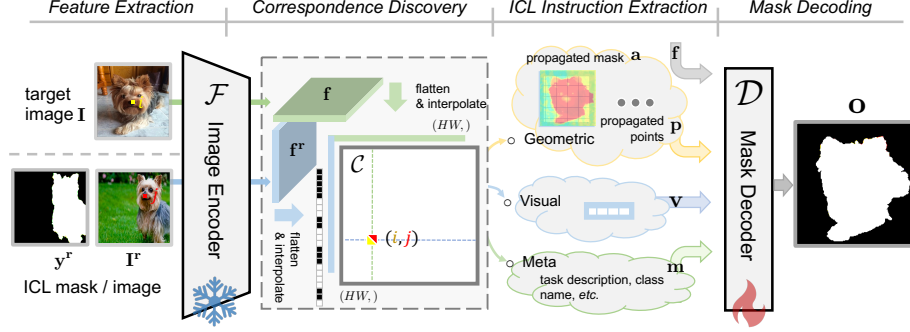 Feature Extraction
Correspondence Discovery
ICL Instruction Extraction
Mask Decoding
target
image I
y^r
I^r
ICL mask / image
F
Image Encoder
f
f^r
flatten
& interpolate
flatten
& interpolate
(HW,)
C
(i, j)
(HW,)
propagated mask a
propagated
points
Geometric
Visual
Meta
task description, class
name, etc.
f
p
v
m
D
Mask Decoder
O